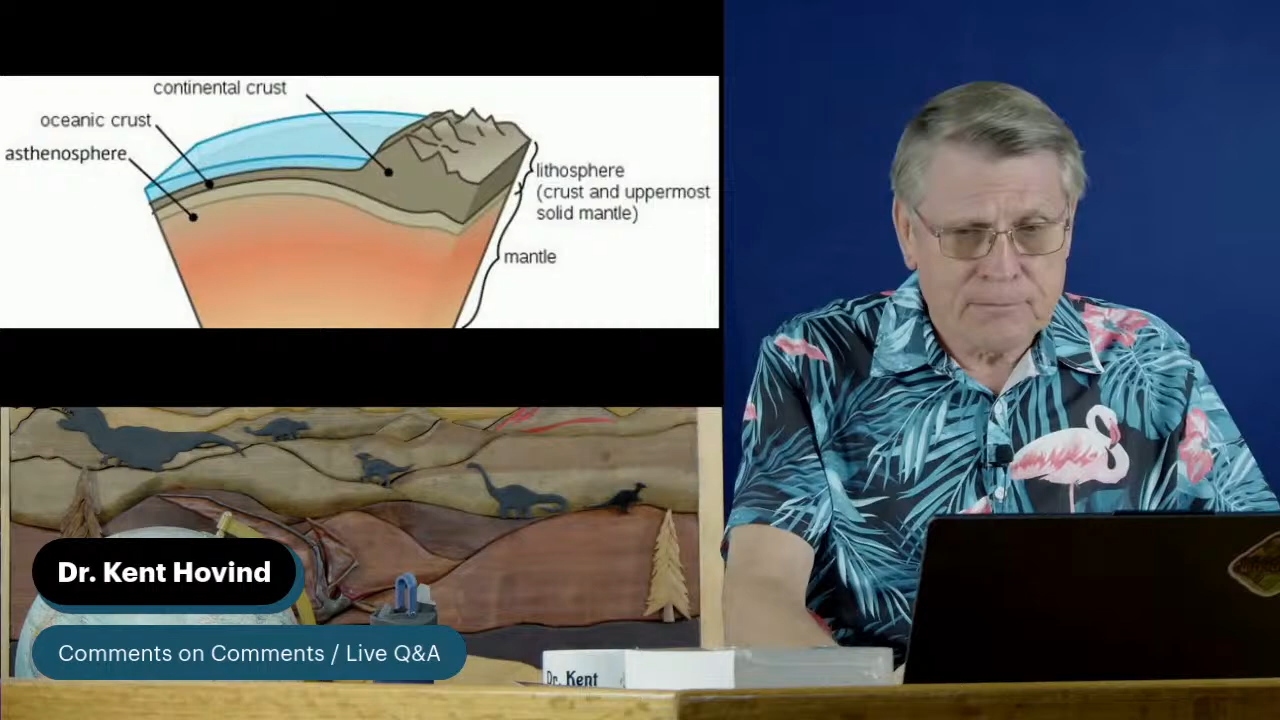 continental crust
oceanic crust
asthenosphere
lithosphere
(crust and uppermost
solid mantle)
mantle
Dr. Kent Hovind
Comments on Comments / Live Q&A
Dr. Kent